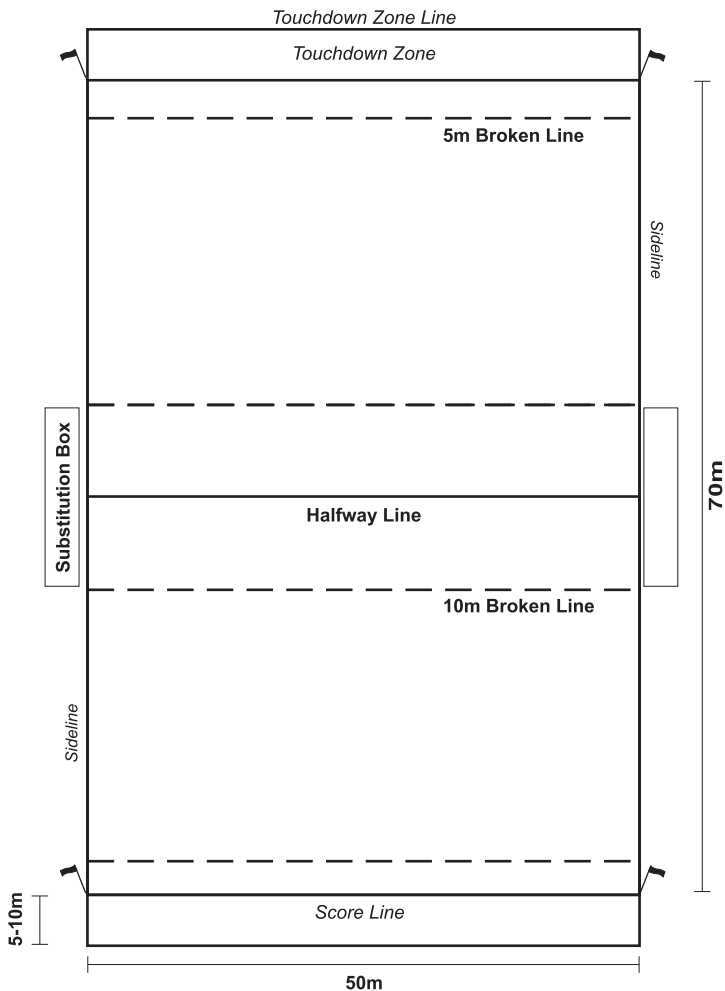 Touchdown Zone Line
Touchdown Zone
5m Broken Line
Sideline
Substitution Box
70m
Halfway Line
10m Broken Line
Sideline
5-10m
Score Line
50m